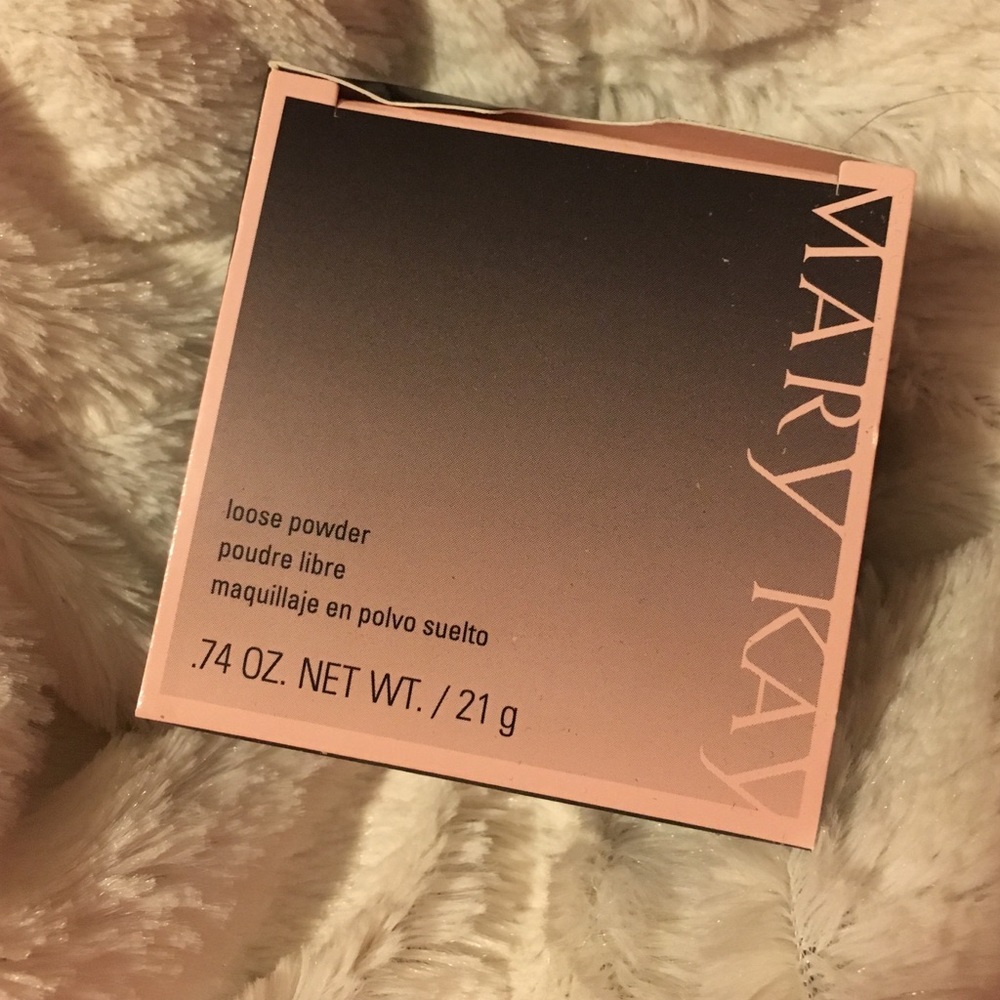 MARY KAY
loose powder
poudre libre
maquillaje en polvo suelto
.74 OZ. NET WT. / 21 g